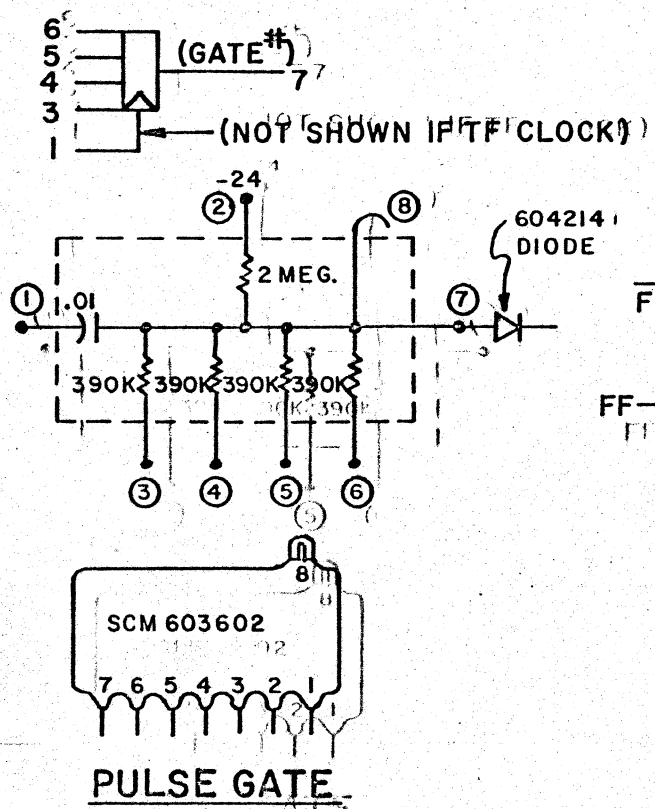 6
5 (GATE #)
4 7
3
1 (NOT SHOWN IF TF CLOCK)
-24
② ⑧
604214
DIODE
2 MEG.
① .01 ⑦
F
390K 390K 390K 390K
FF-
③ ④ ⑤ ⑥
8
SCM 603602
7 6 5 4 3 2 1
PULSE GATE